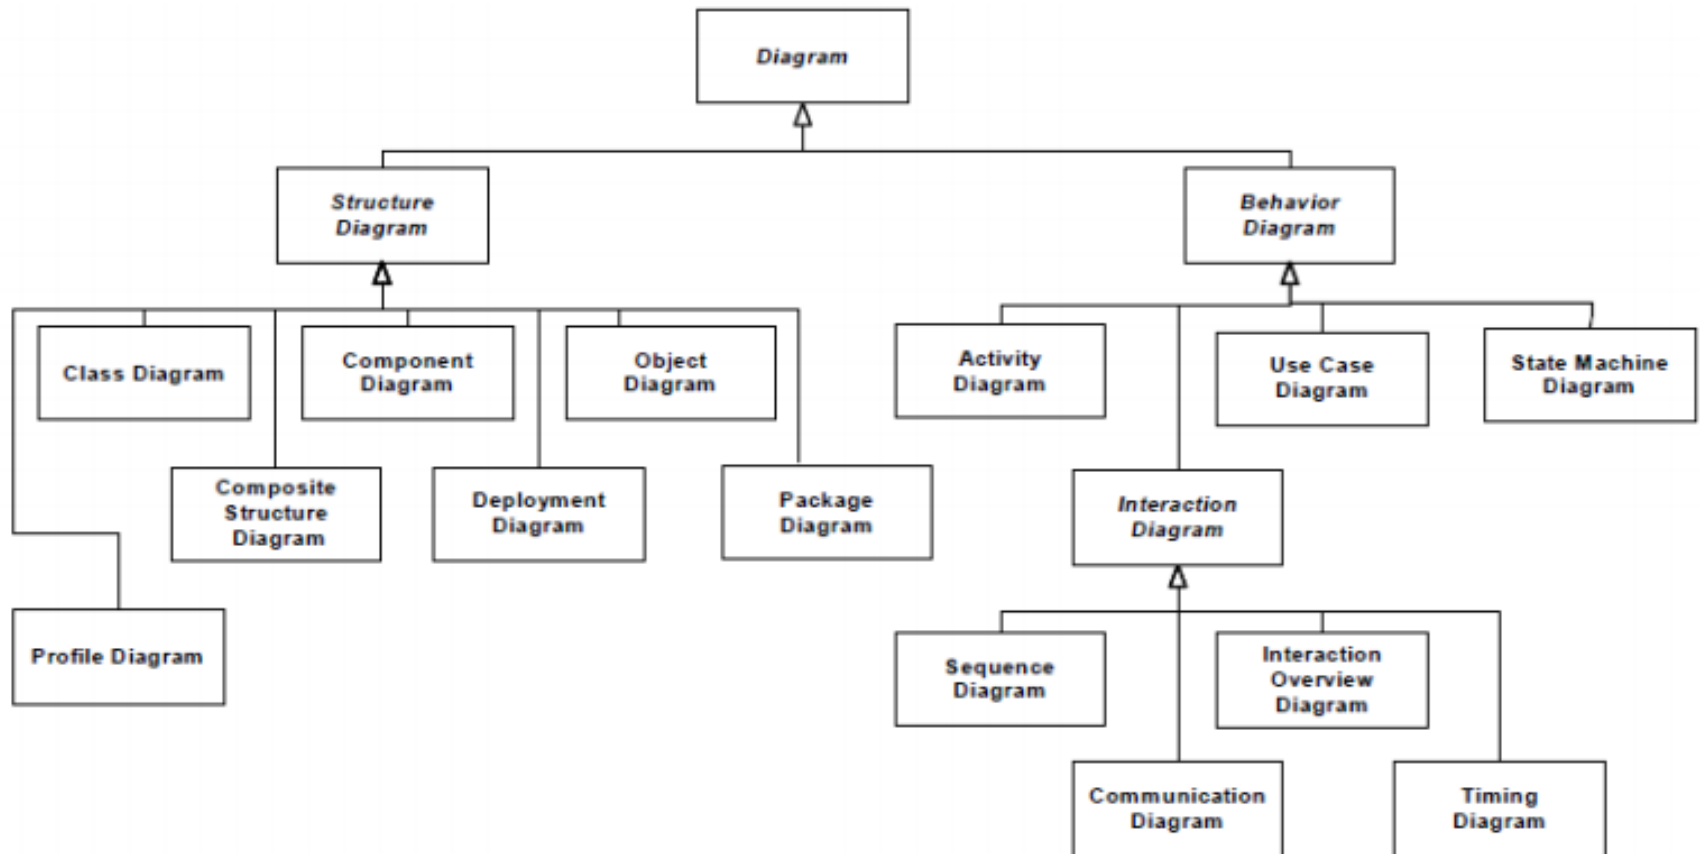 Diagram
Structure
Diagram
Behavior
Diagram
Class Diagram
Component
Diagram
Object
Diagram
Activity
Diagram
Use Case
Diagram
State Machine
Diagram
Composite
Structure
Diagram
Deployment
Diagram
Package
Diagram
Interaction
Diagram
Profile Diagram
Sequence
Diagram
Interaction
Overview
Diagram
Communication
Diagram
Timing
Diagram